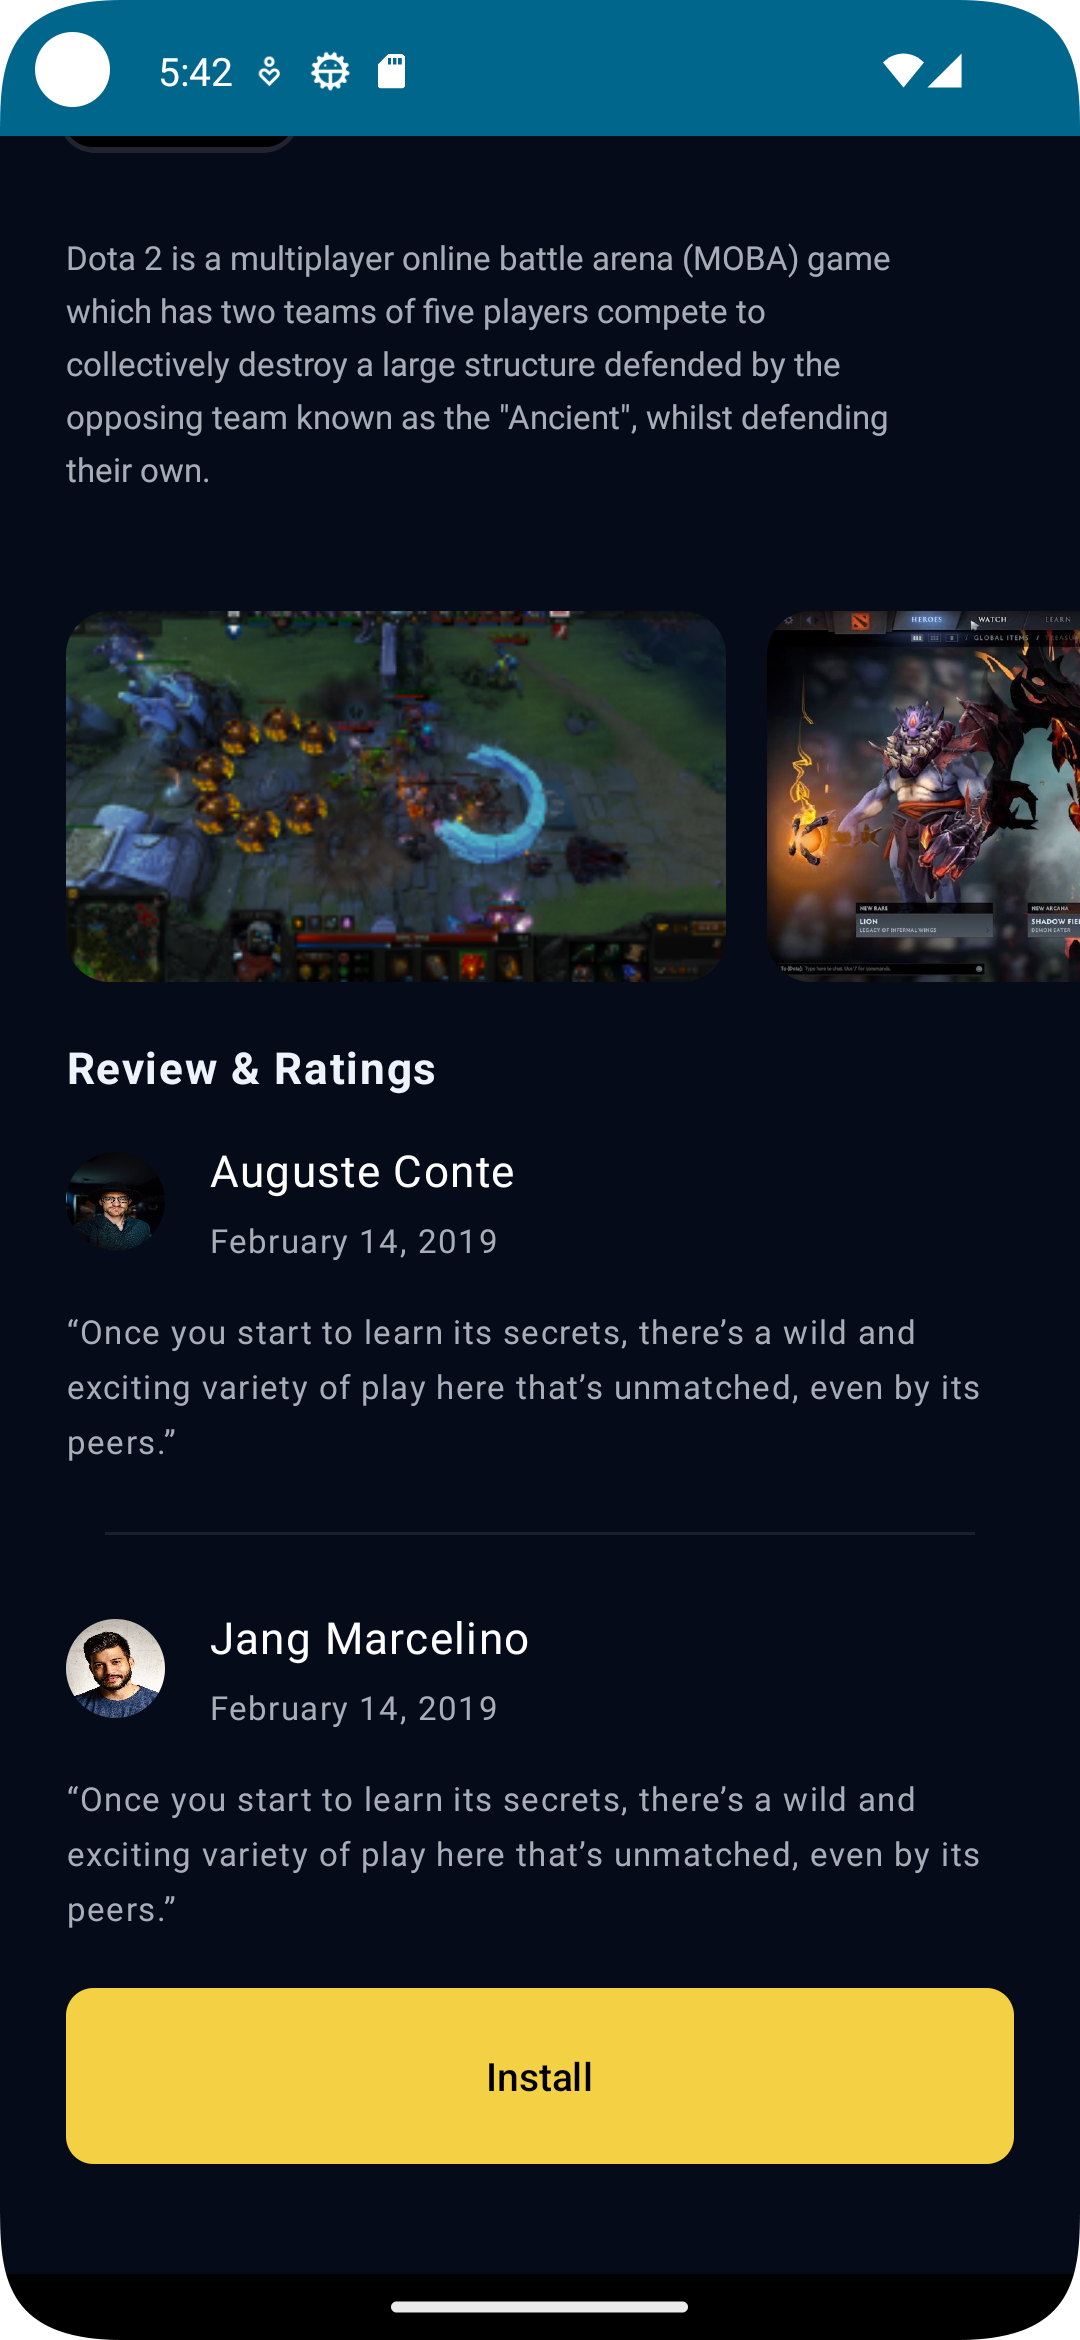 5:42
Dota 2 is a multiplayer online battle arena (MOBA) game
which has two teams of five players compete to
collectively destroy a large structure defended by the
opposing team known as the "Ancient", whilst defending
their own.
HEROES WATCH LEARN
GLOBAL ITEMS /
NEW RARE
LION
LEGACY OF INFERNAL WINGS
NEW ARCANA
SHADOW FIE
DEMON EATER
Review & Ratings
Auguste Conte
February 14, 2019
“Once you start to learn its secrets, there’s a wild and
exciting variety of play here that’s unmatched, even by its
peers.”
Jang Marcelino
February 14, 2019
“Once you start to learn its secrets, there’s a wild and
exciting variety of play here that’s unmatched, even by its
peers.”
Install